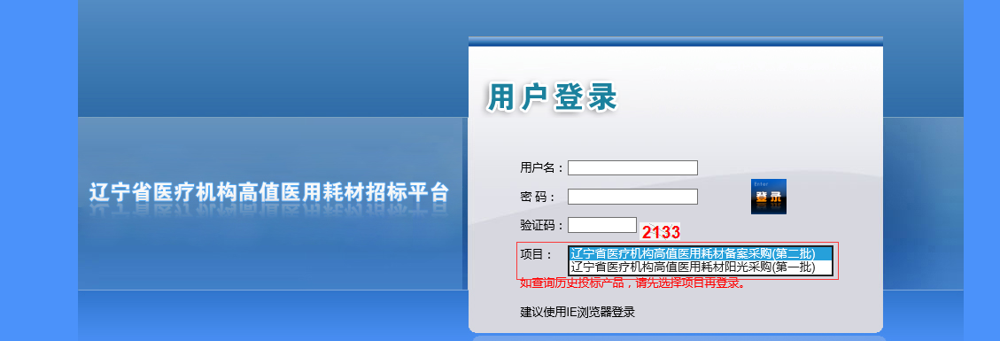 用户登录
用户名：
密 码：
Enter
登录
辽宁省医疗机构高值医用耗材招标平台
验证码：
2133
项目：
辽宁省医疗机构高值医用耗材备案采购(第二批)
辽宁省医疗机构高值医用耗材阳光采购(第一批)
如查询历史投标产品，请先选择项目再登录。
建议使用IE浏览器登录